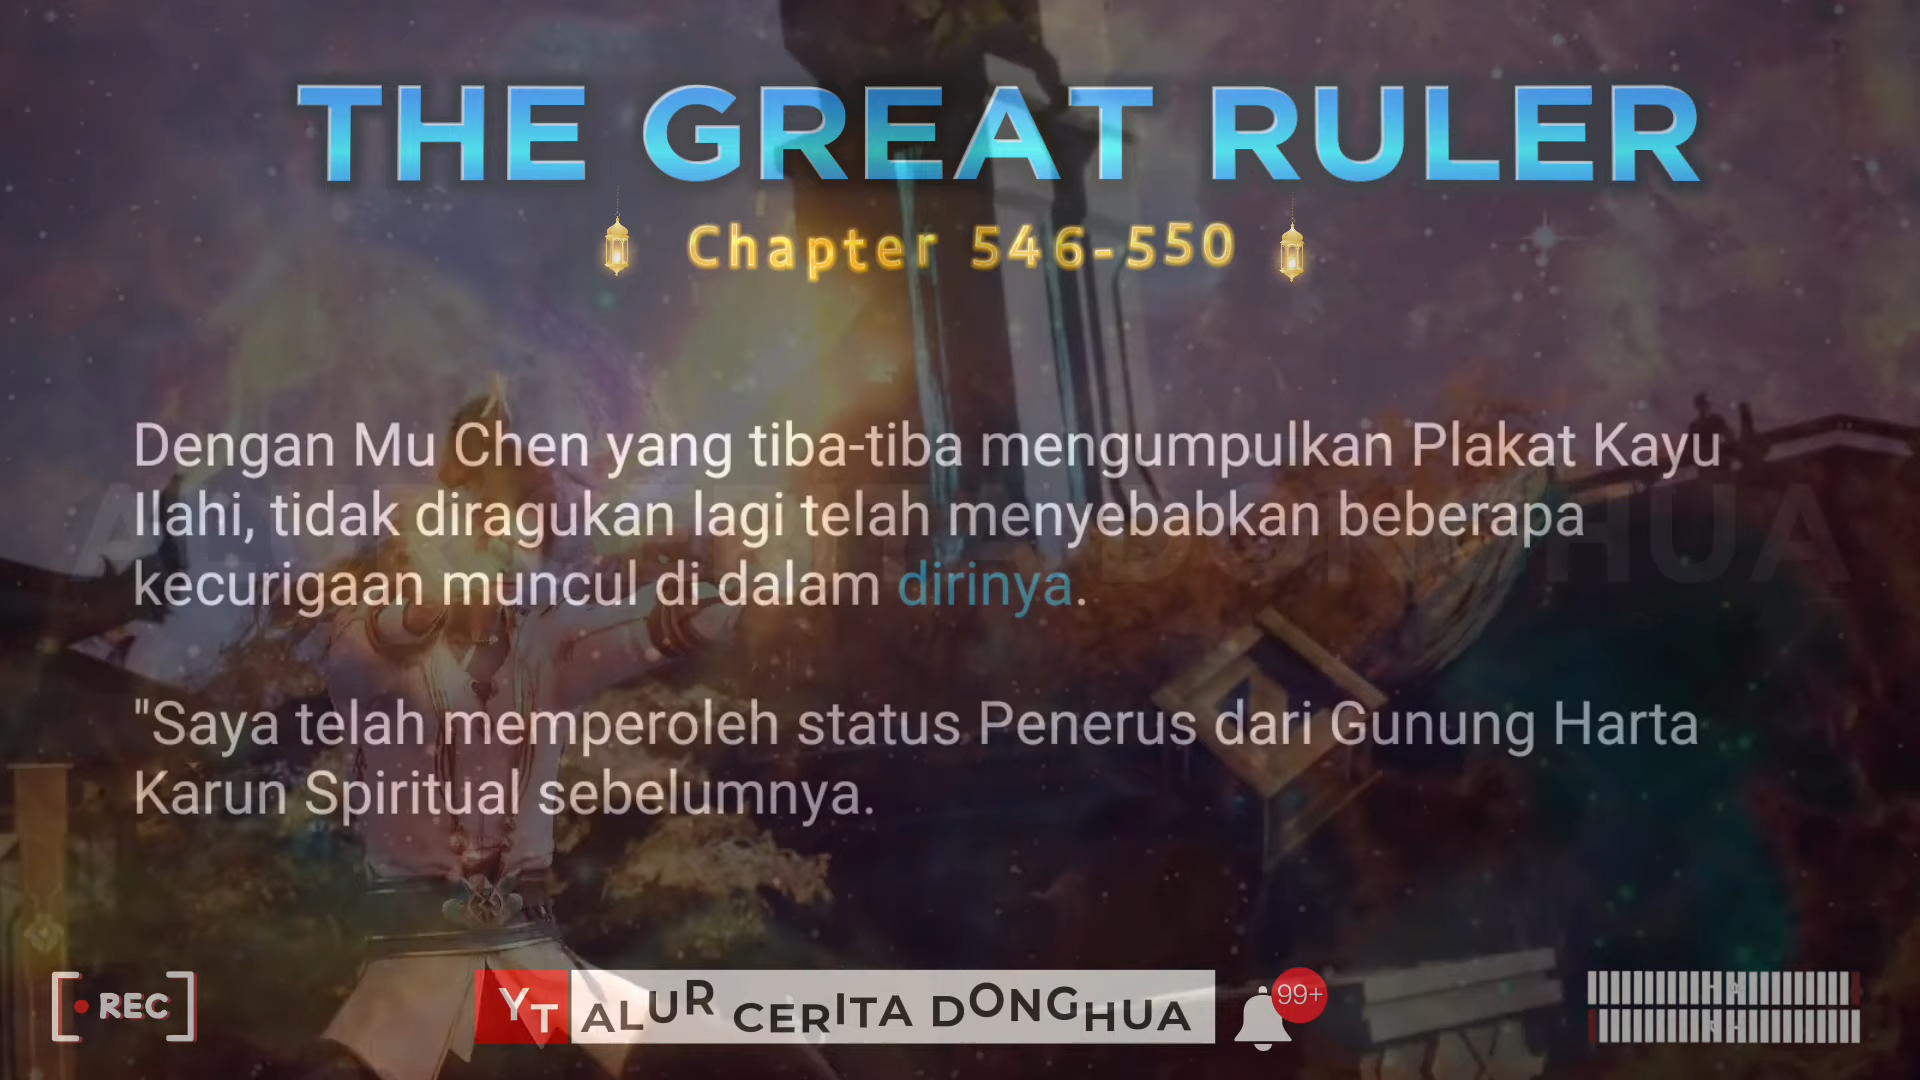 THE GREAT RULER
Chapter 546-550
Dengan Mu Chen yang tiba-tiba mengumpulkan Plakat Kayu
Ilahi, tidak diragukan lagi telah menyebabkan beberapa
kecurigaan muncul di dalam dirinya.
"Saya telah memperoleh status Penerus dari Gunung Harta
Karun Spiritual sebelumnya.
REC
YT ALUR CERITA DONGHUA
99+